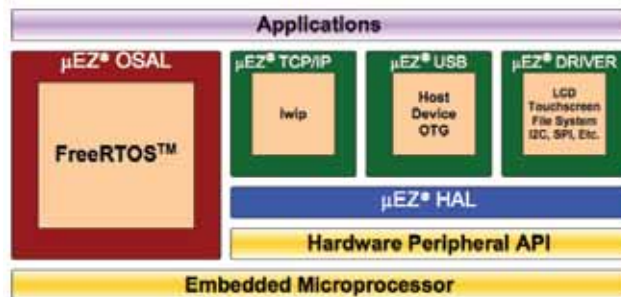 Applications
µEZ® OSAL
FreeRTOS™
µEZ® TCP/IP
lwip
µEZ® USB
Host
Device
OTG
µEZ® DRIVER
LCD
Touchscreen
File System
I2C, SPI, Etc.
µEZ® HAL
Hardware Peripheral API
Embedded Microprocessor